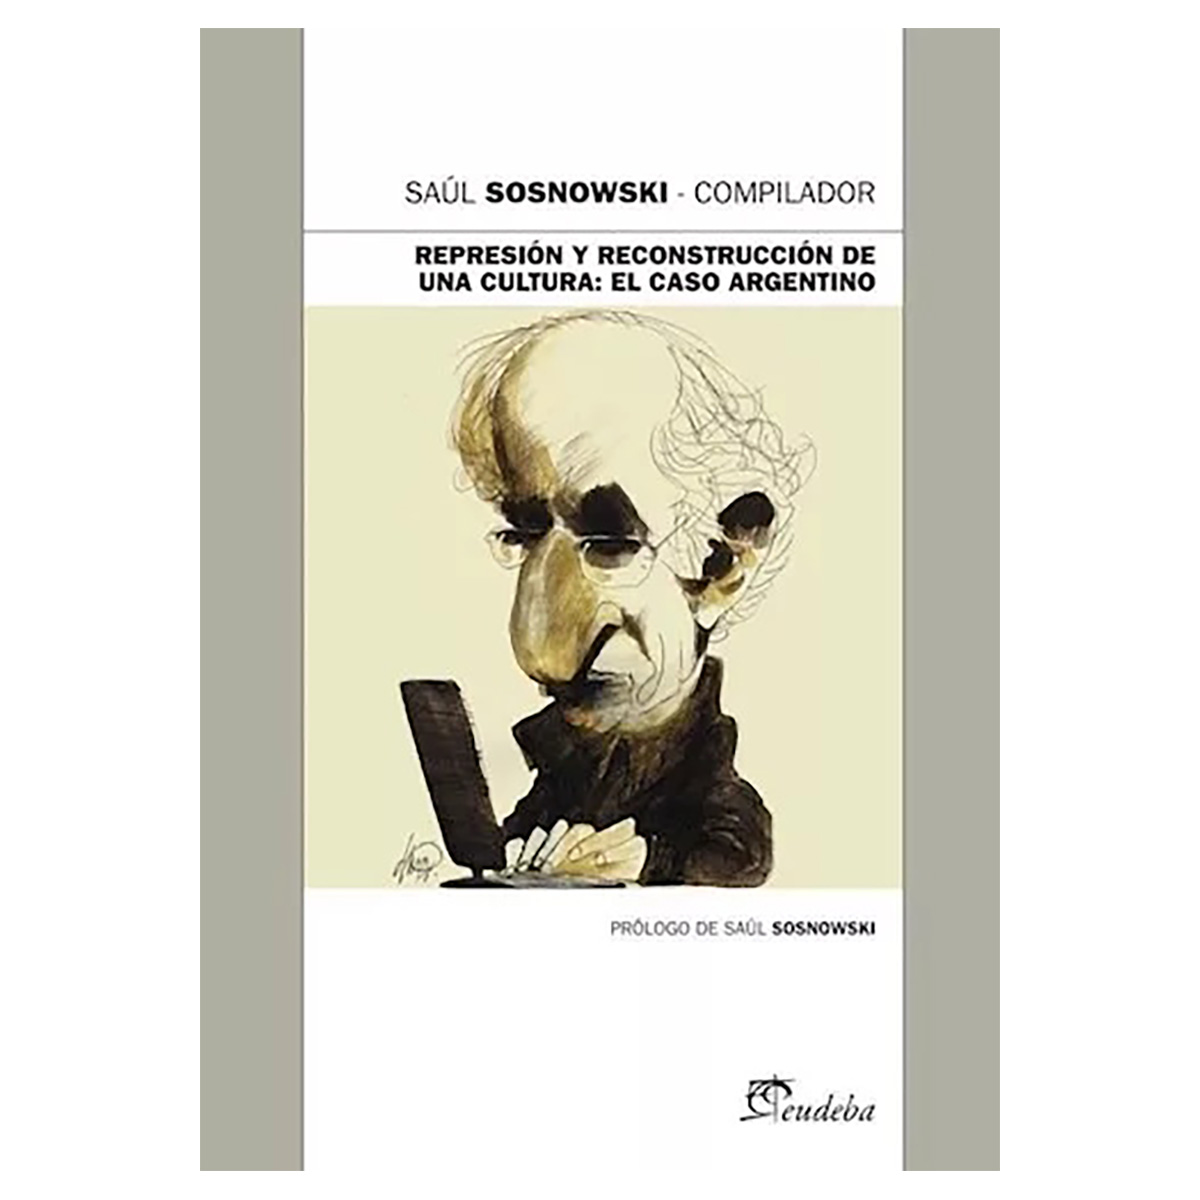 SAÚL SOSNOWSKI - COMPILADOR
REPRESIÓN Y RECONSTRUCCIÓN DE
UNA CULTURA: EL CASO ARGENTINO
PRÓLOGO DE SAÚL SOSNOWSKI
eudeba